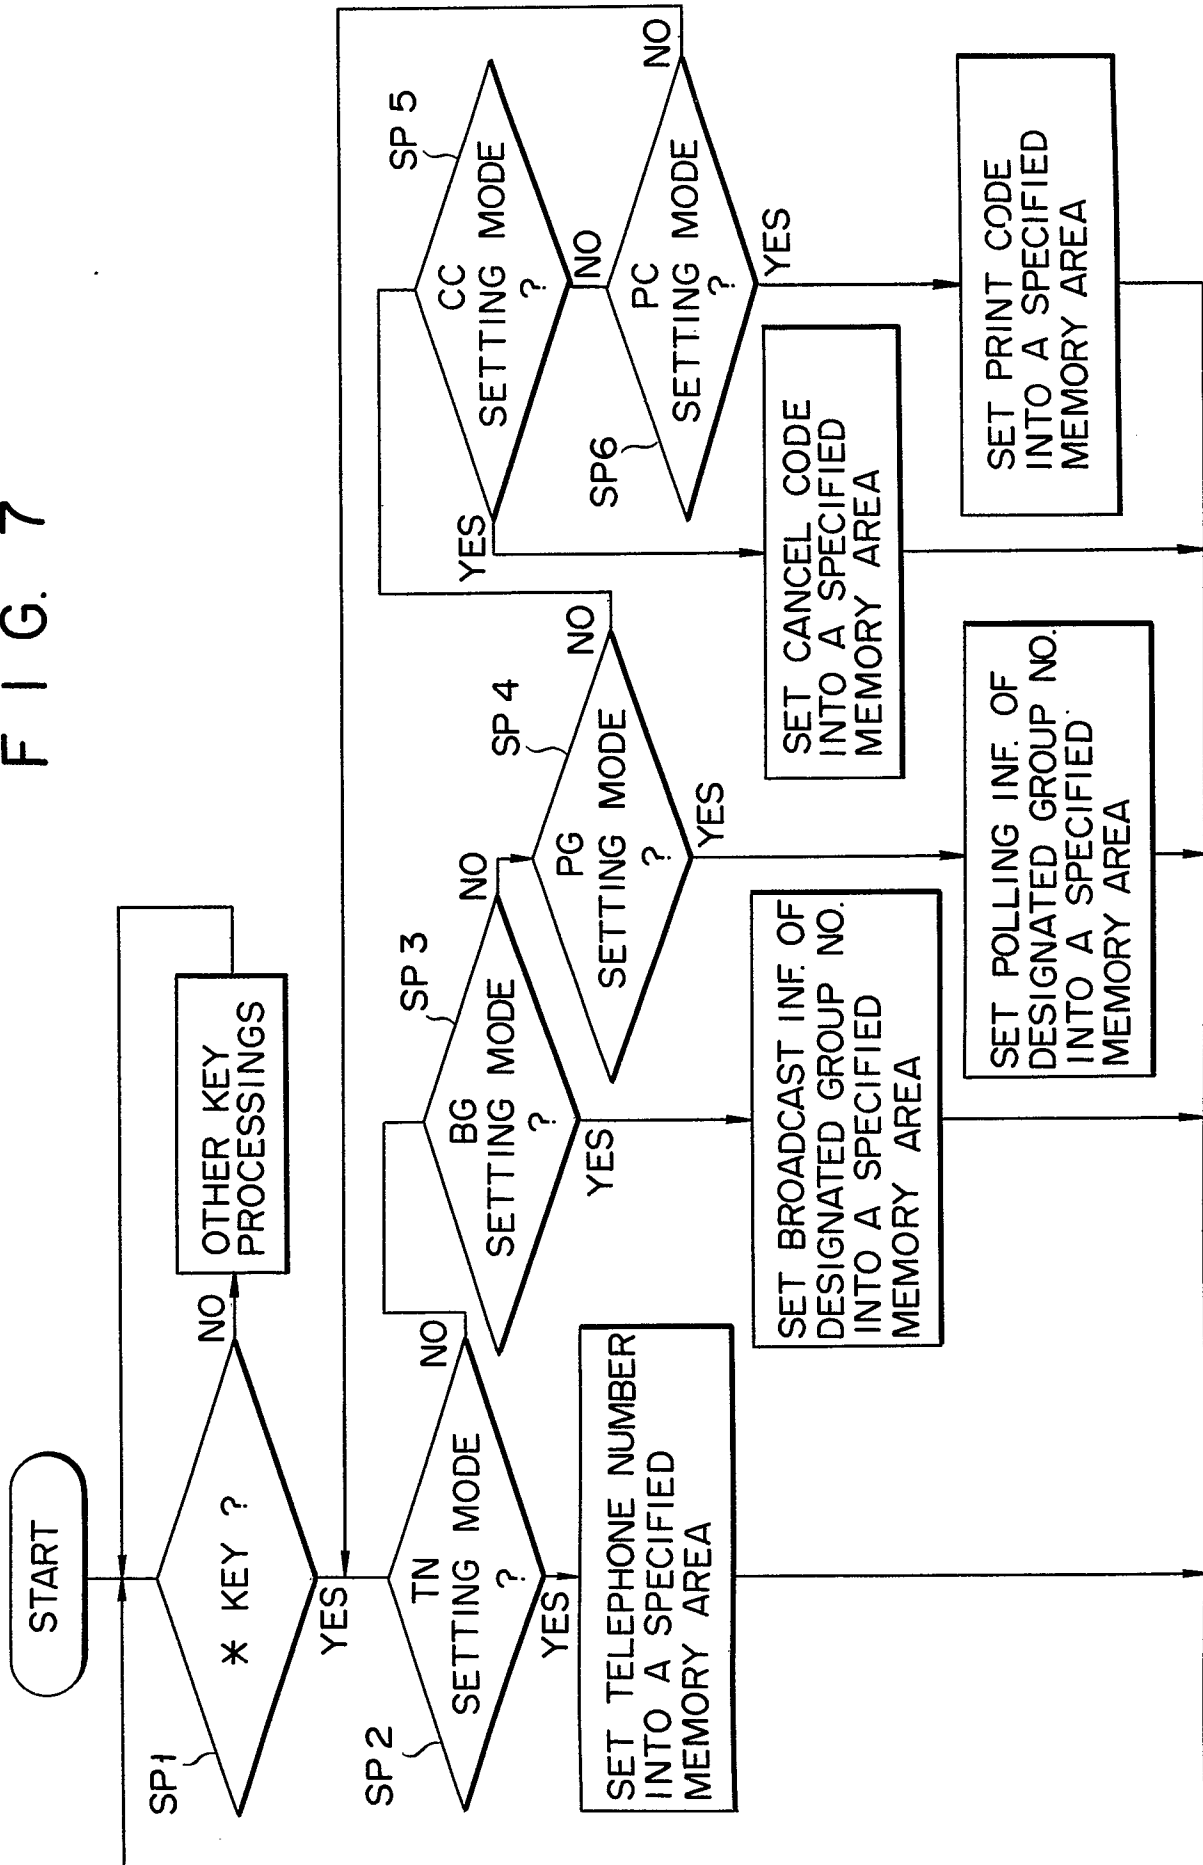 F I G. 7
START
SP1
* KEY ?
NO
YES
OTHER KEY
PROCESSINGS
SP2
TN
SETTING MODE
?
NO
YES
SET TELEPHONE NUMBER
INTO A SPECIFIED
MEMORY AREA
SP3
BG
SETTING MODE
?
NO
YES
SET BROADCAST INF. OF
DESIGNATED GROUP NO.
INTO A SPECIFIED
MEMORY AREA
SP4
PG
SETTING MODE
?
NO
YES
SET POLLING INF. OF
DESIGNATED GROUP NO.
INTO A SPECIFIED
MEMORY AREA
SP5
CC
SETTING MODE
?
YES
NO
SET CANCEL CODE
INTO A SPECIFIED
MEMORY AREA
SP6
PC
SETTING MODE
?
NO
YES
SET PRINT CODE
INTO A SPECIFIED
MEMORY AREA